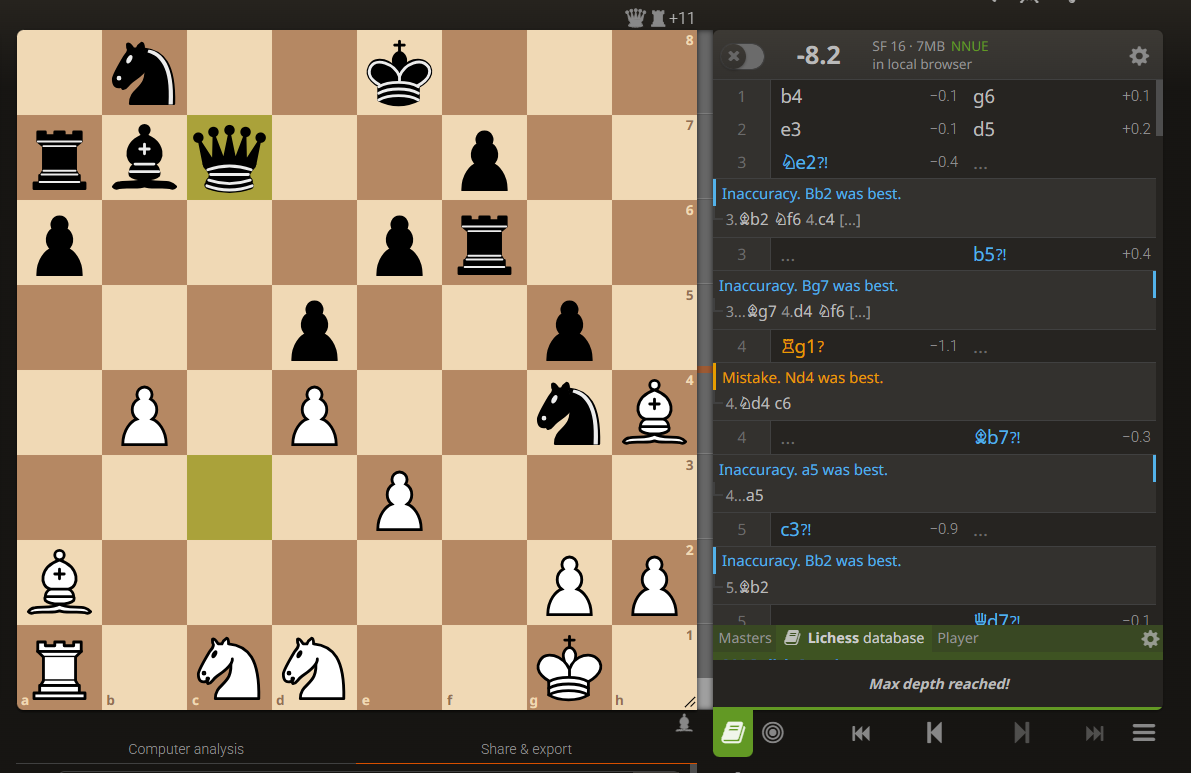 +11
8
7
6
5
4
3
2
1
a b c d e f g h
-8.2
SF 16 · 7MB NNUE
in local browser
1 b4 −0.1 g6 +0.1
2 e3 −0.1 d5 +0.2
3 ♘e2?! −0.4 ...
Inaccuracy. Bb2 was best.
3.♗b2 ♘f6 4.c4 [...]
3 ... b5?! +0.4
Inaccuracy. Bg7 was best.
3...♗g7 4.d4 ♘f6 [...]
4 ♖g1? −1.1 ...
Mistake. Nd4 was best.
4.♘d4 c6
4 ... ♗b7?! −0.3
Inaccuracy. a5 was best.
4...a5
5 c3?! −0.9 ...
Inaccuracy. Bb2 was best.
5.♗b2
5 ♕d7?! −0.1
Masters Lichess database Player
Max depth reached!
Computer analysis Share & export